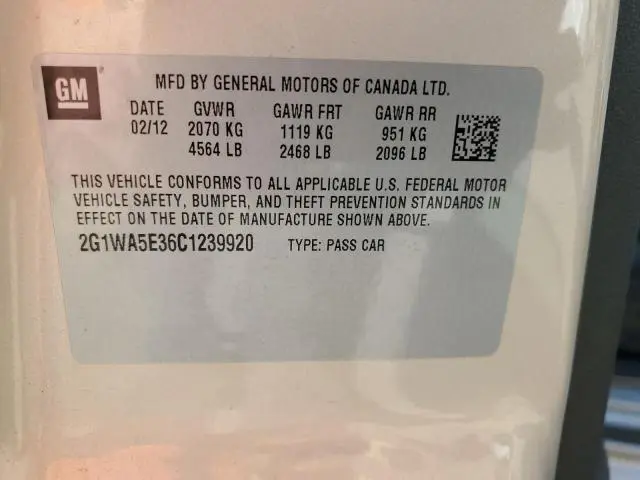 GM
MFD BY GENERAL MOTORS OF CANADA LTD.
DATE GVWR GAWR FRT GAWR RR
02/12 2070 KG 1119 KG 951 KG
4564 LB 2468 LB 2096 LB
THIS VEHICLE CONFORMS TO ALL APPLICABLE U.S. FEDERAL MOTOR
VEHICLE SAFETY, BUMPER, AND THEFT PREVENTION STANDARDS IN
EFFECT ON THE DATE OF MANUFACTURE SHOWN ABOVE.
2G1WA5E36C1239920 TYPE: PASS CAR